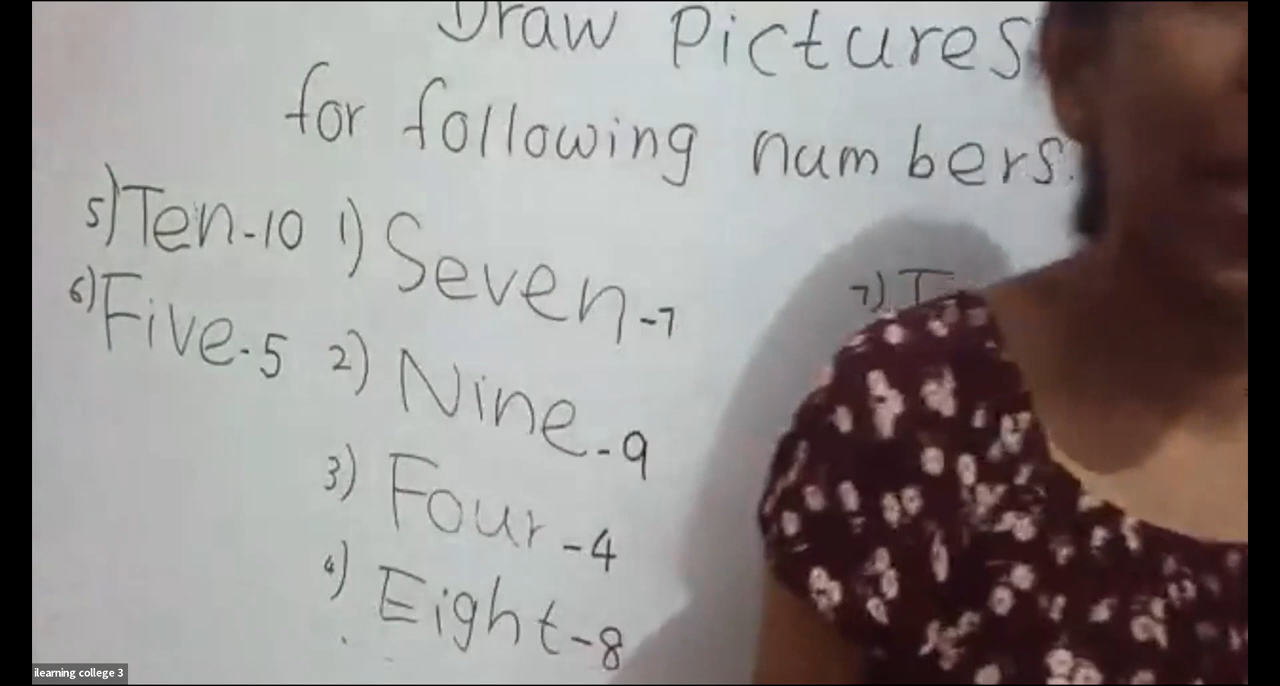 Draw Pictures
for following numbers.
5) Ten-10
6) Five-5
1) Seven-7
2) Nine-9
3) Four-4
4) Eight-8
7) T
ilearning college 3